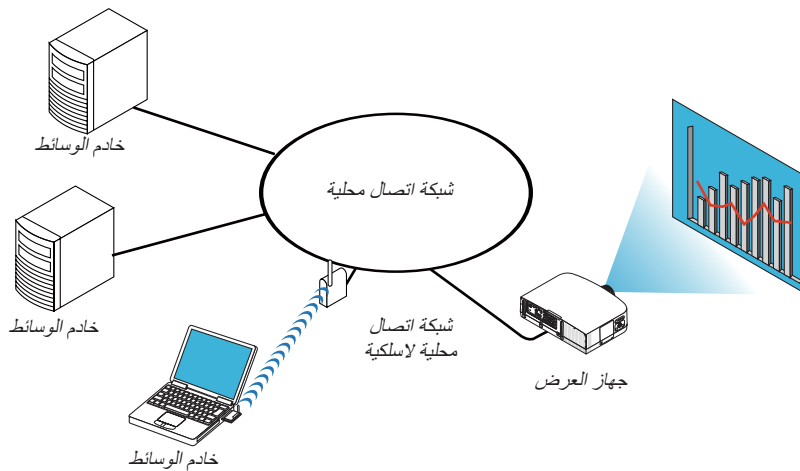 خادم الوسائط
شبكة اتصال محلية
خادم الوسائط
شبكة اتصال
محلية لاسلكية
جهاز العرض
خادم الوسائط